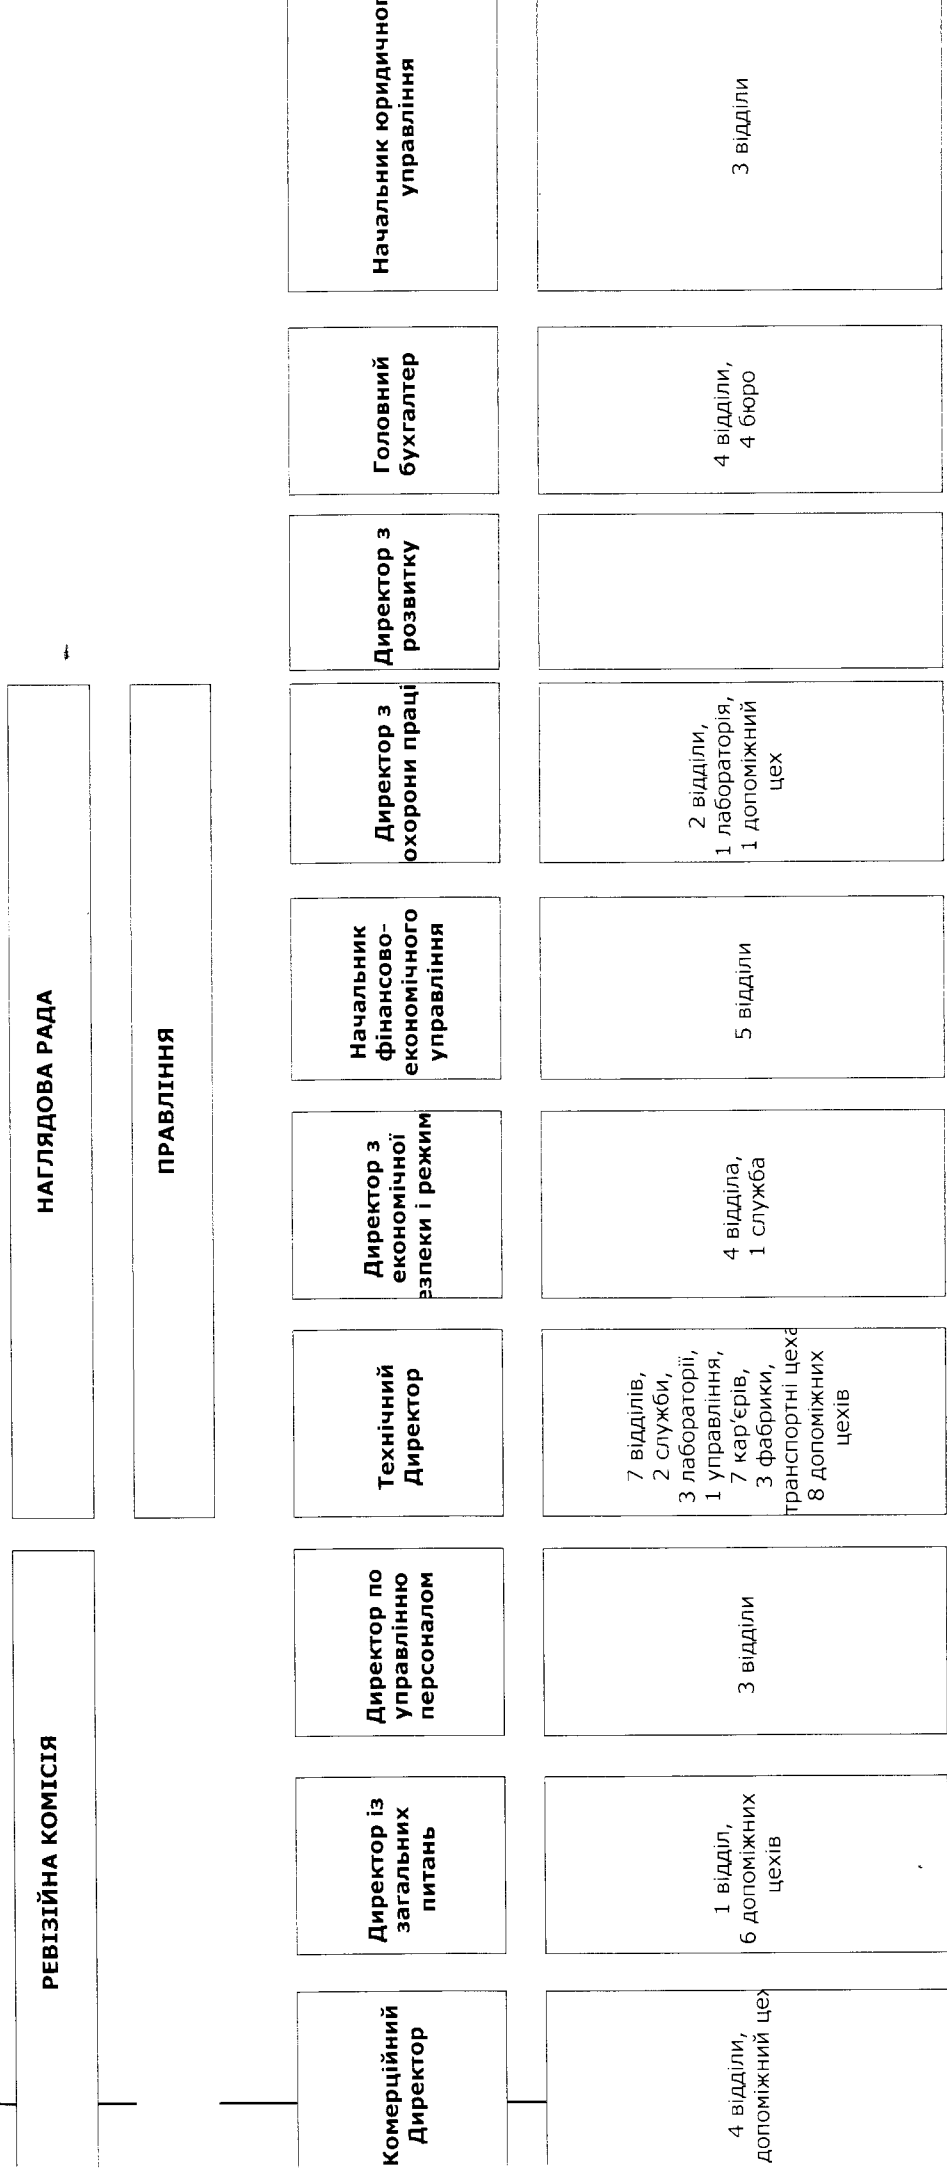 РЕВІЗІЙНА КОМІСІЯ
НАГЛЯДОВА РАДА
ПРАВЛІННЯ
Комерційний
Директор
Директор із
загальних
питань
Директор по
управлінню
персоналом
Технічний
Директор
Директор з
економічної
езпеки і режим
Начальник
фінансово-
економічного
управління
Директор з
охорони праці
Директор з
розвитку
Головний
бухгалтер
Начальник юридичног
управління
4 відділи,
допоміжний цех
1 відділ,
6 допоміжних
цехів
3 відділи
7 відділів,
2 служби,
3 лабораторії,
1 управління,
7 кар'єрів,
3 фабрики,
транспортні цеха
8 допоміжних
цехів
4 відділа,
1 служба
5 відділи
2 відділи,
1 лабораторія,
1 допоміжний
цех
4 відділи,
4 бюро
3 відділи